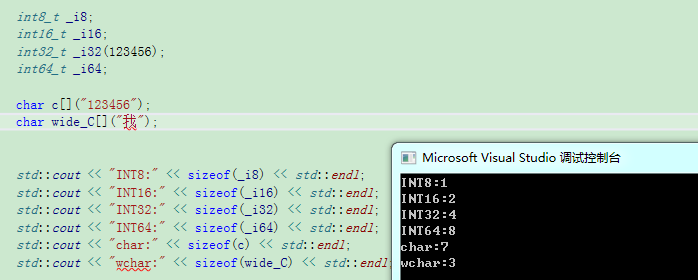 int8_t _i8;
int16_t _i16;
int32_t _i32(123456);
int64_t _i64;
char c[]("123456");
char wide_C[]("我");
std::cout << "INT8:" << sizeof(_i8) << std::endl;
std::cout << "INT16:" << sizeof(_i16) << std::endl;
std::cout << "INT32:" << sizeof(_i32) << std::endl;
std::cout << "INT64:" << sizeof(_i64) << std::endl;
std::cout << "char:" << sizeof(c) << std::endl;
std::cout << "wchar:" << sizeof(wide_C) << std::endl;
Microsoft Visual Studio 调试控制台
INT8:1
INT16:2
INT32:4
INT64:8
char:7
wchar:3